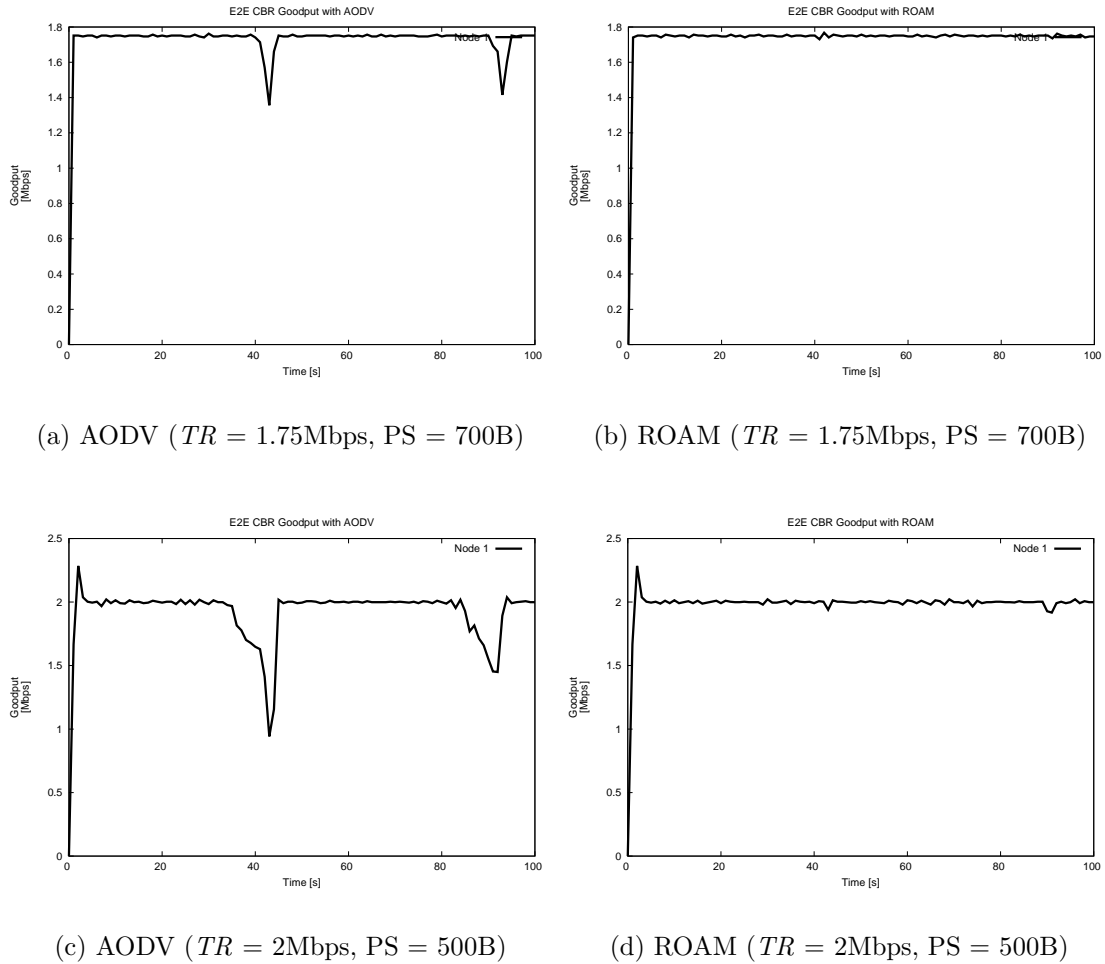 E2E CBR Goodput with AODV
1.8
1.6
1.4
1.2
1
0.8
0.6
0.4
0.2
0
Goodput
[Mbps]
Node 1
0 20 40 60 80 100
Time [s]
(a) AODV (TR = 1.75Mbps, PS = 700B)
E2E CBR Goodput with ROAM
1.8
1.6
1.4
1.2
1
0.8
0.6
0.4
0.2
0
Goodput
[Mbps]
Node 1
0 20 40 60 80 100
Time [s]
(b) ROAM (TR = 1.75Mbps, PS = 700B)
E2E CBR Goodput with AODV
2.5
2
1.5
1
0.5
0
Goodput
[Mbps]
Node 1
0 20 40 60 80 100
Time [s]
(c) AODV (TR = 2Mbps, PS = 500B)
E2E CBR Goodput with ROAM
2.5
2
1.5
1
0.5
0
Goodput
[Mbps]
Node 1
0 20 40 60 80 100
Time [s]
(d) ROAM (TR = 2Mbps, PS = 500B)